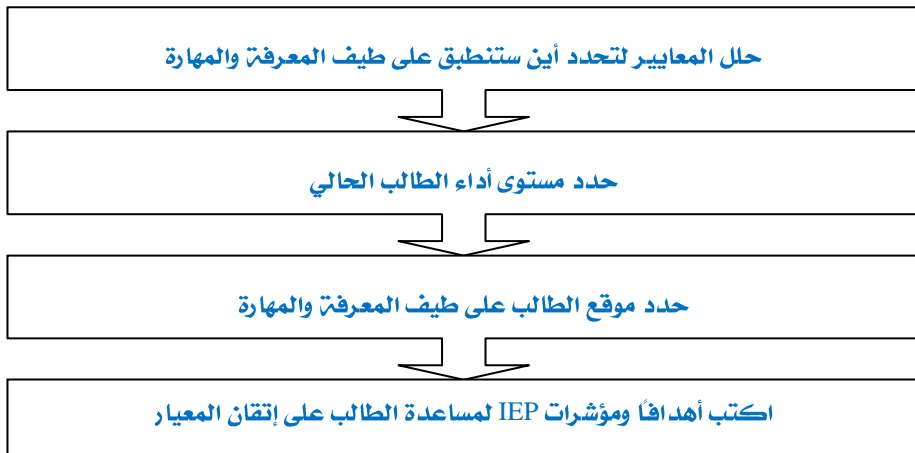 حلل المعايير لتحدد أين ستنطبق على طيف المعرفة والمهارة
حدد مستوى أداء الطالب الحالي
حدد موقع الطالب على طيف المعرفة والمهارة
اكتب أهدافًا ومؤشرات IEP لمساعدة الطالب على إتقان المعيار